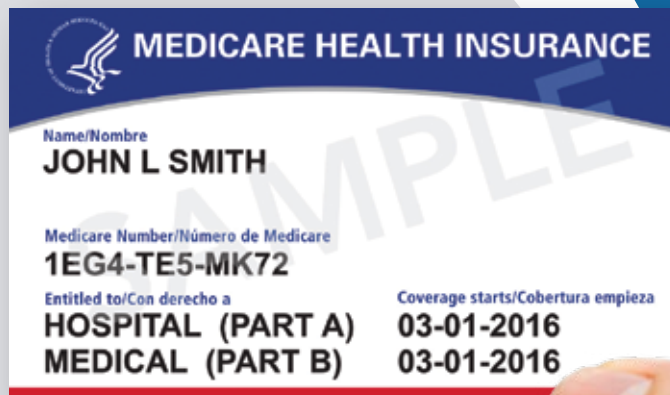 MEDICARE HEALTH INSURANCE
Name/Nombre
JOHN L SMITH
Medicare Number/Número de Medicare
1EG4-TE5-MK72
Entitled to/Con derecho a Coverage starts/Cobertura empieza
HOSPITAL (PART A) 03-01-2016
MEDICAL (PART B) 03-01-2016
SAMPLE